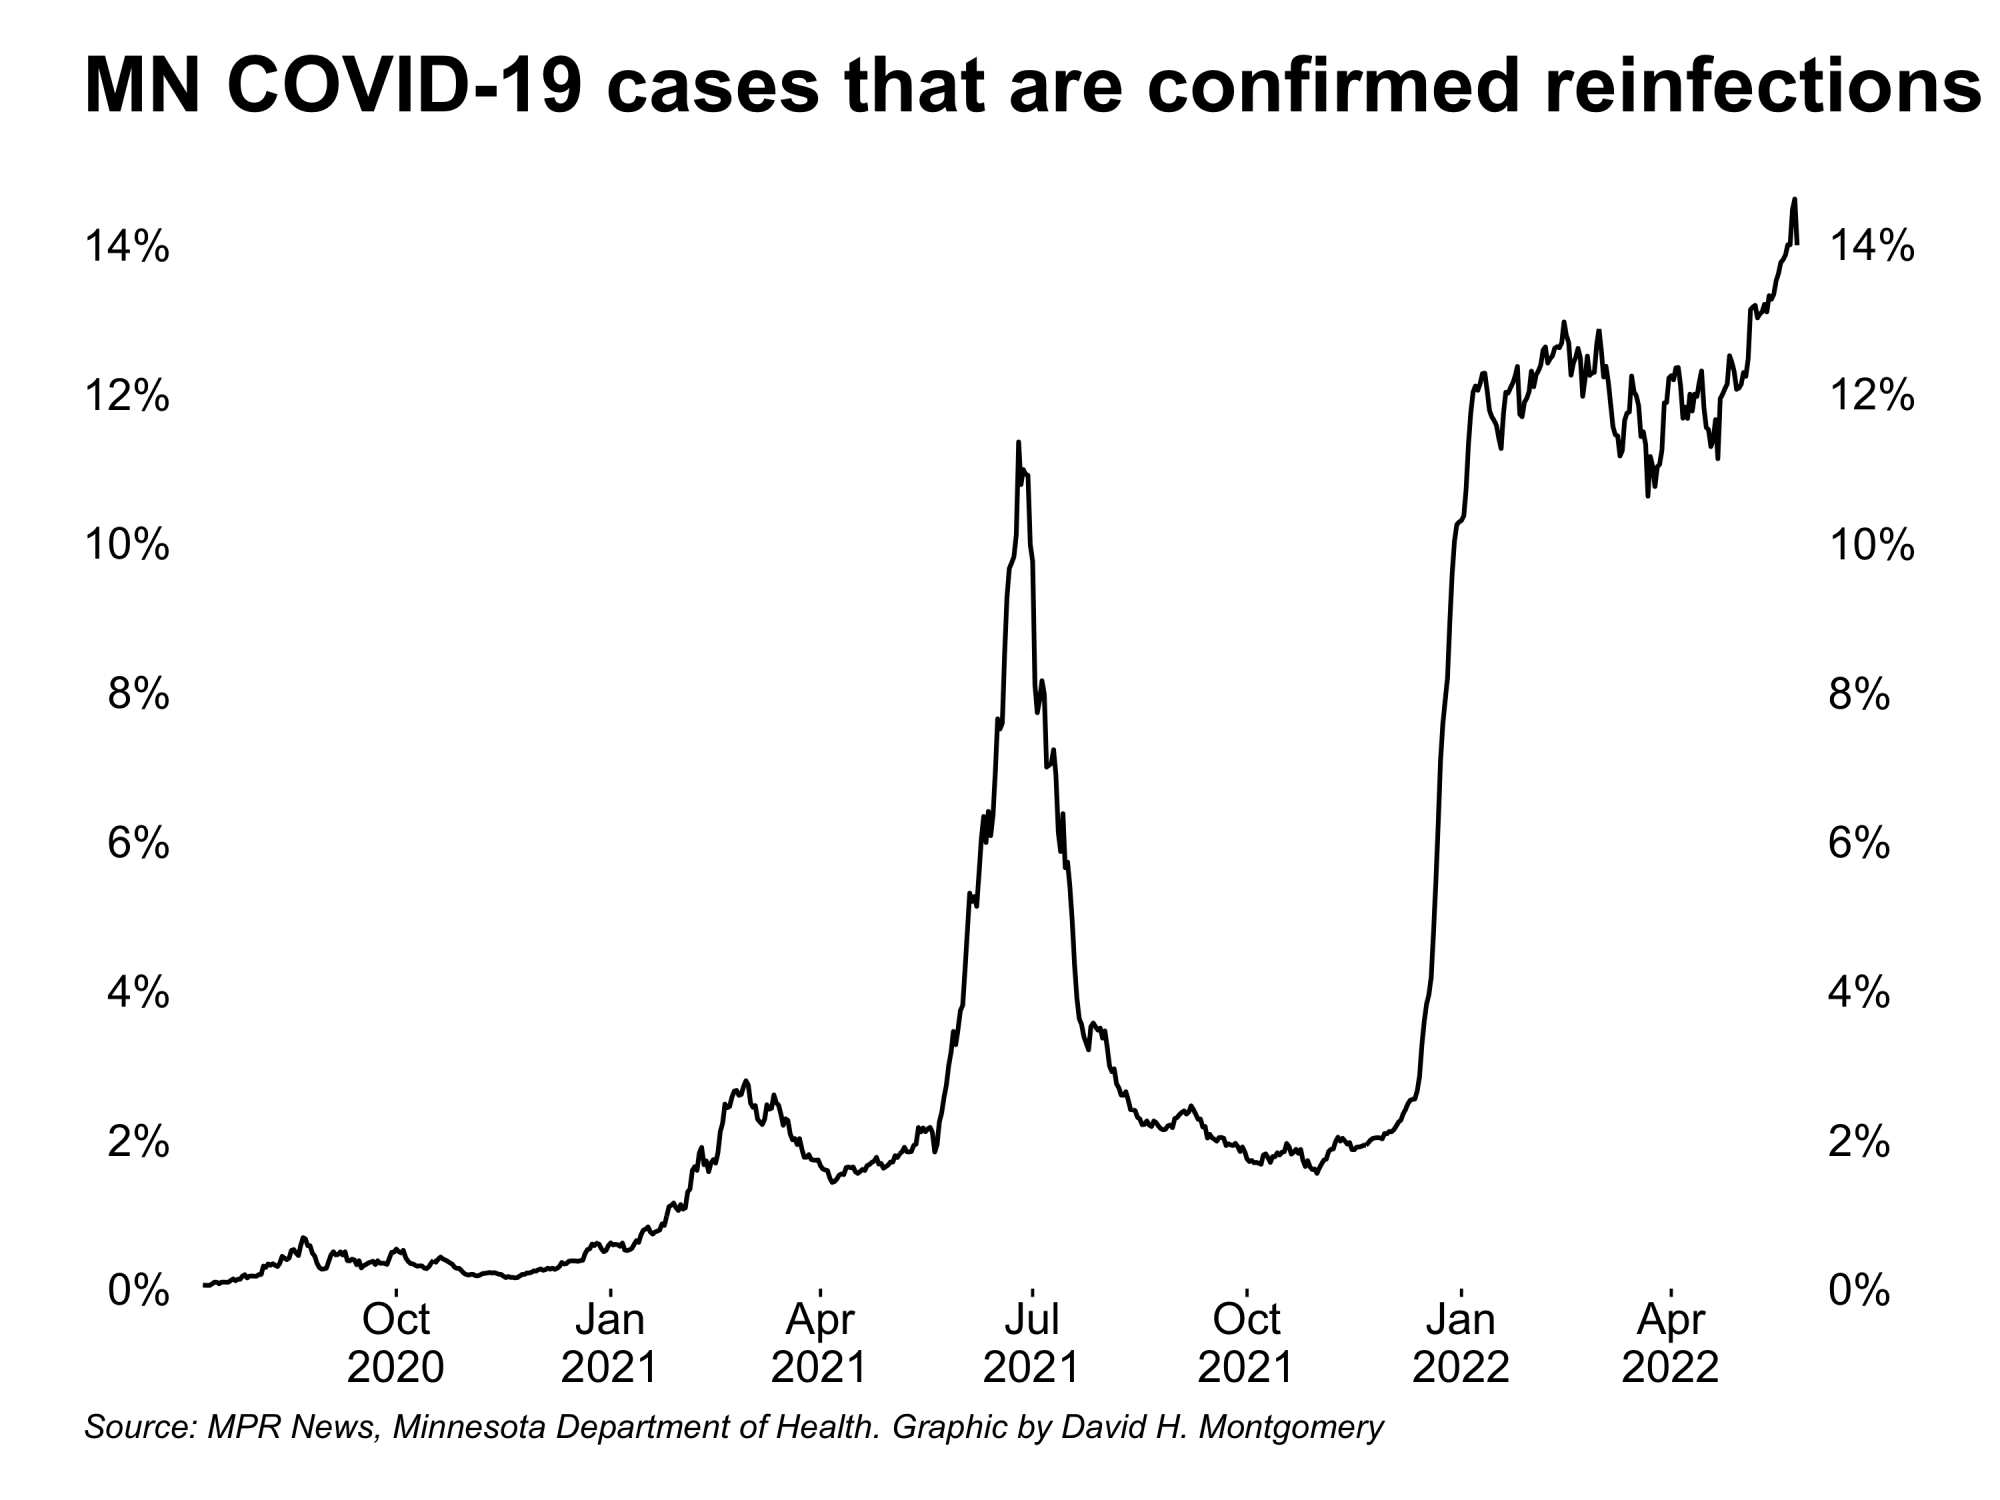 MN COVID-19 cases that are confirmed reinfections
14% 14%
12% 12%
10% 10%
8% 8%
6% 6%
4% 4%
2% 2%
0% 0%
Oct Jan Apr Jul Oct Jan Apr
2020 2021 2021 2021 2021 2022 2022
Source: MPR News, Minnesota Department of Health. Graphic by David H. Montgomery